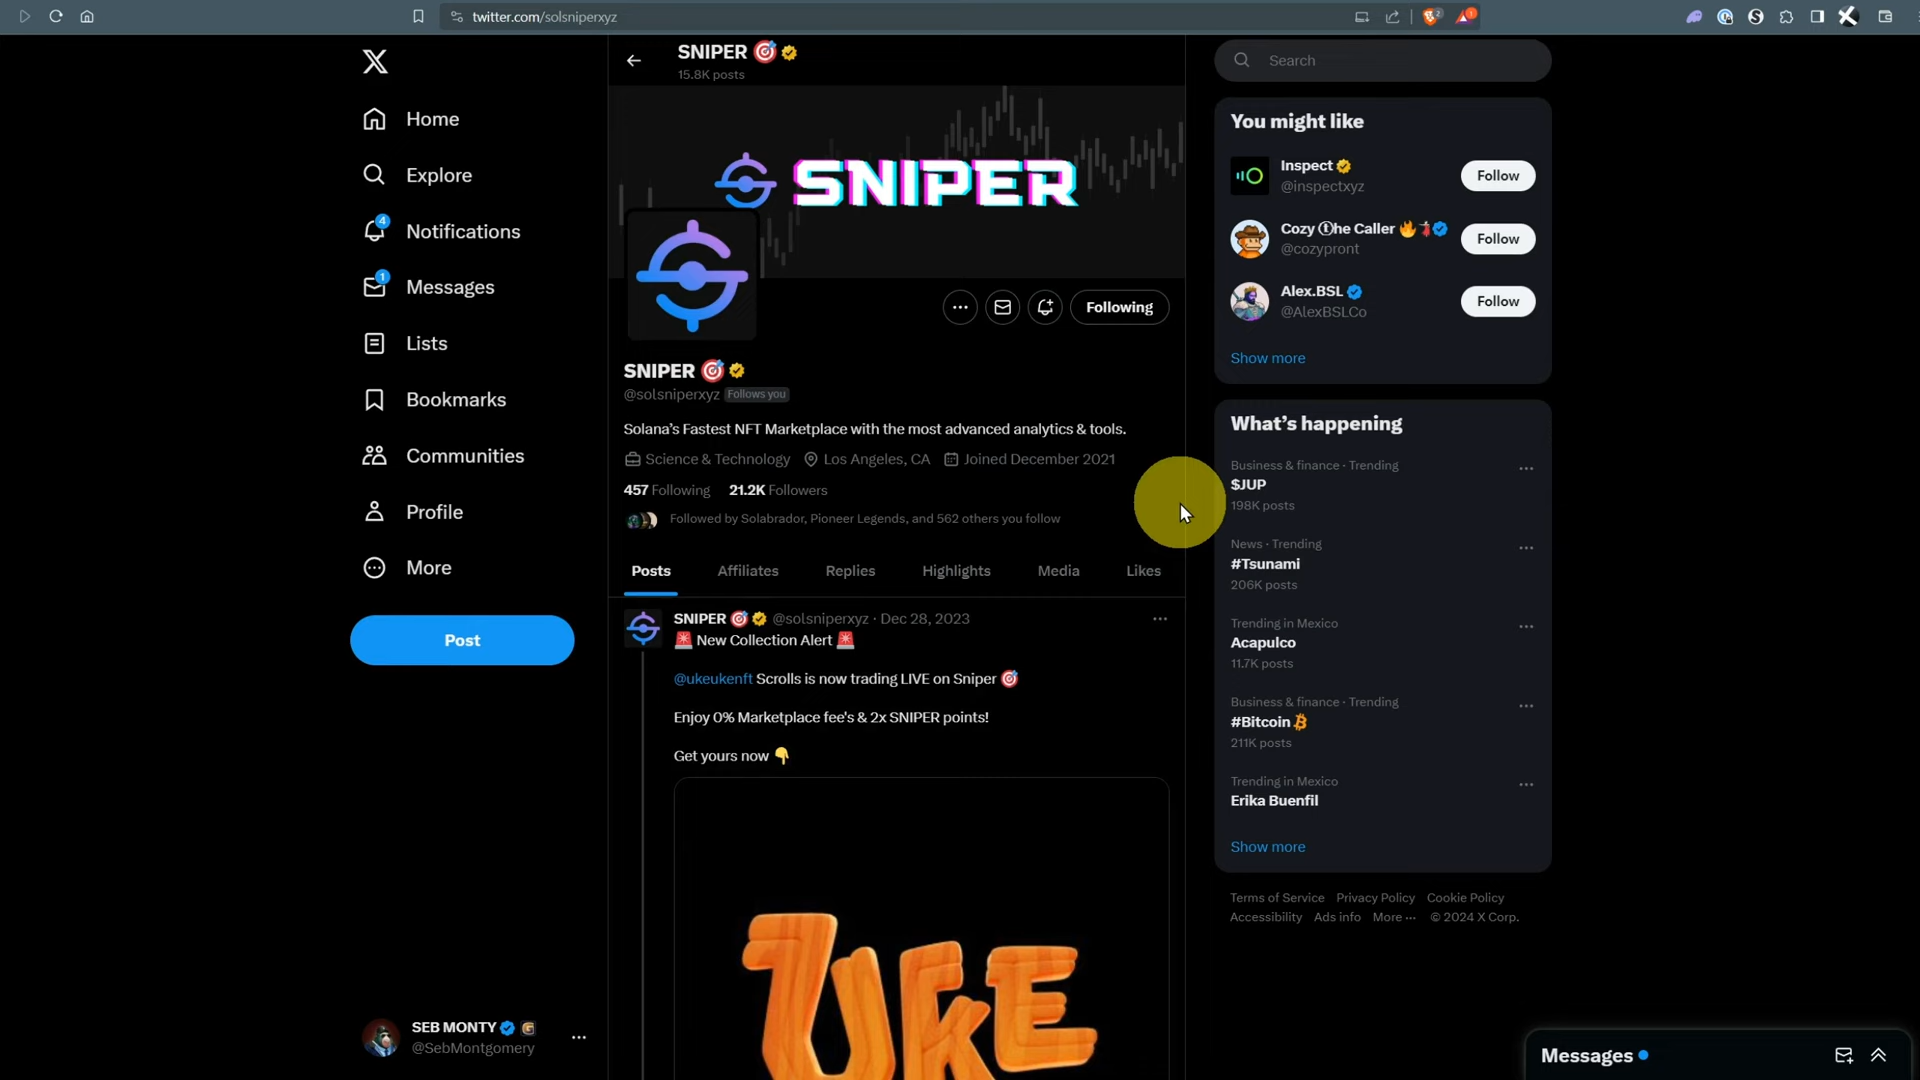 twitter.com/solsniperxyz
2
1
Home
Explore
4
Notifications
1
Messages
Lists
Bookmarks
Communities
Profile
More
Post
SEB MONTY
@SebMontgomery
SNIPER 🎯
15.8K posts
SNIPER
Following
SNIPER 🎯
@solsniperxyz Follows you
Solana's Fastest NFT Marketplace with the most advanced analytics & tools.
Science & Technology Los Angeles, CA Joined December 2021
457 Following 21.2K Followers
Followed by Solabrador, Pioneer Legends, and 562 others you follow
Posts Affiliates Replies Highlights Media Likes
SNIPER 🎯 @solsniperxyz · Dec 28, 2023
🚨 New Collection Alert 🚨
@ukeukenft Scrolls is now trading LIVE on Sniper 🎯
Enjoy 0% Marketplace fee's & 2x SNIPER points!
Get yours now 👇
UKE
Search
You might like
Inspect
@inspectxyz
Follow
Cozy Ⓣhe Caller 🔥
@cozypront
Follow
Alex.BSL
@AlexBSLCo
Follow
Show more
What's happening
Business & finance · Trending
$JUP
198K posts
News · Trending
#Tsunami
206K posts
Trending in Mexico
Acapulco
11.7K posts
Business & finance · Trending
#Bitcoin
211K posts
Trending in Mexico
Erika Buenfil
Show more
Terms of Service Privacy Policy Cookie Policy
Accessibility Ads info More ··· © 2024 X Corp.
Messages